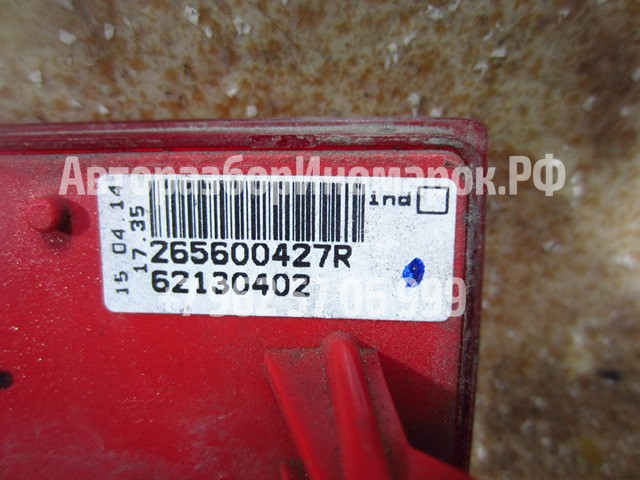 АвторазборИномарок.РФ
15 04 14
17.35
ind
265600427R
62130402